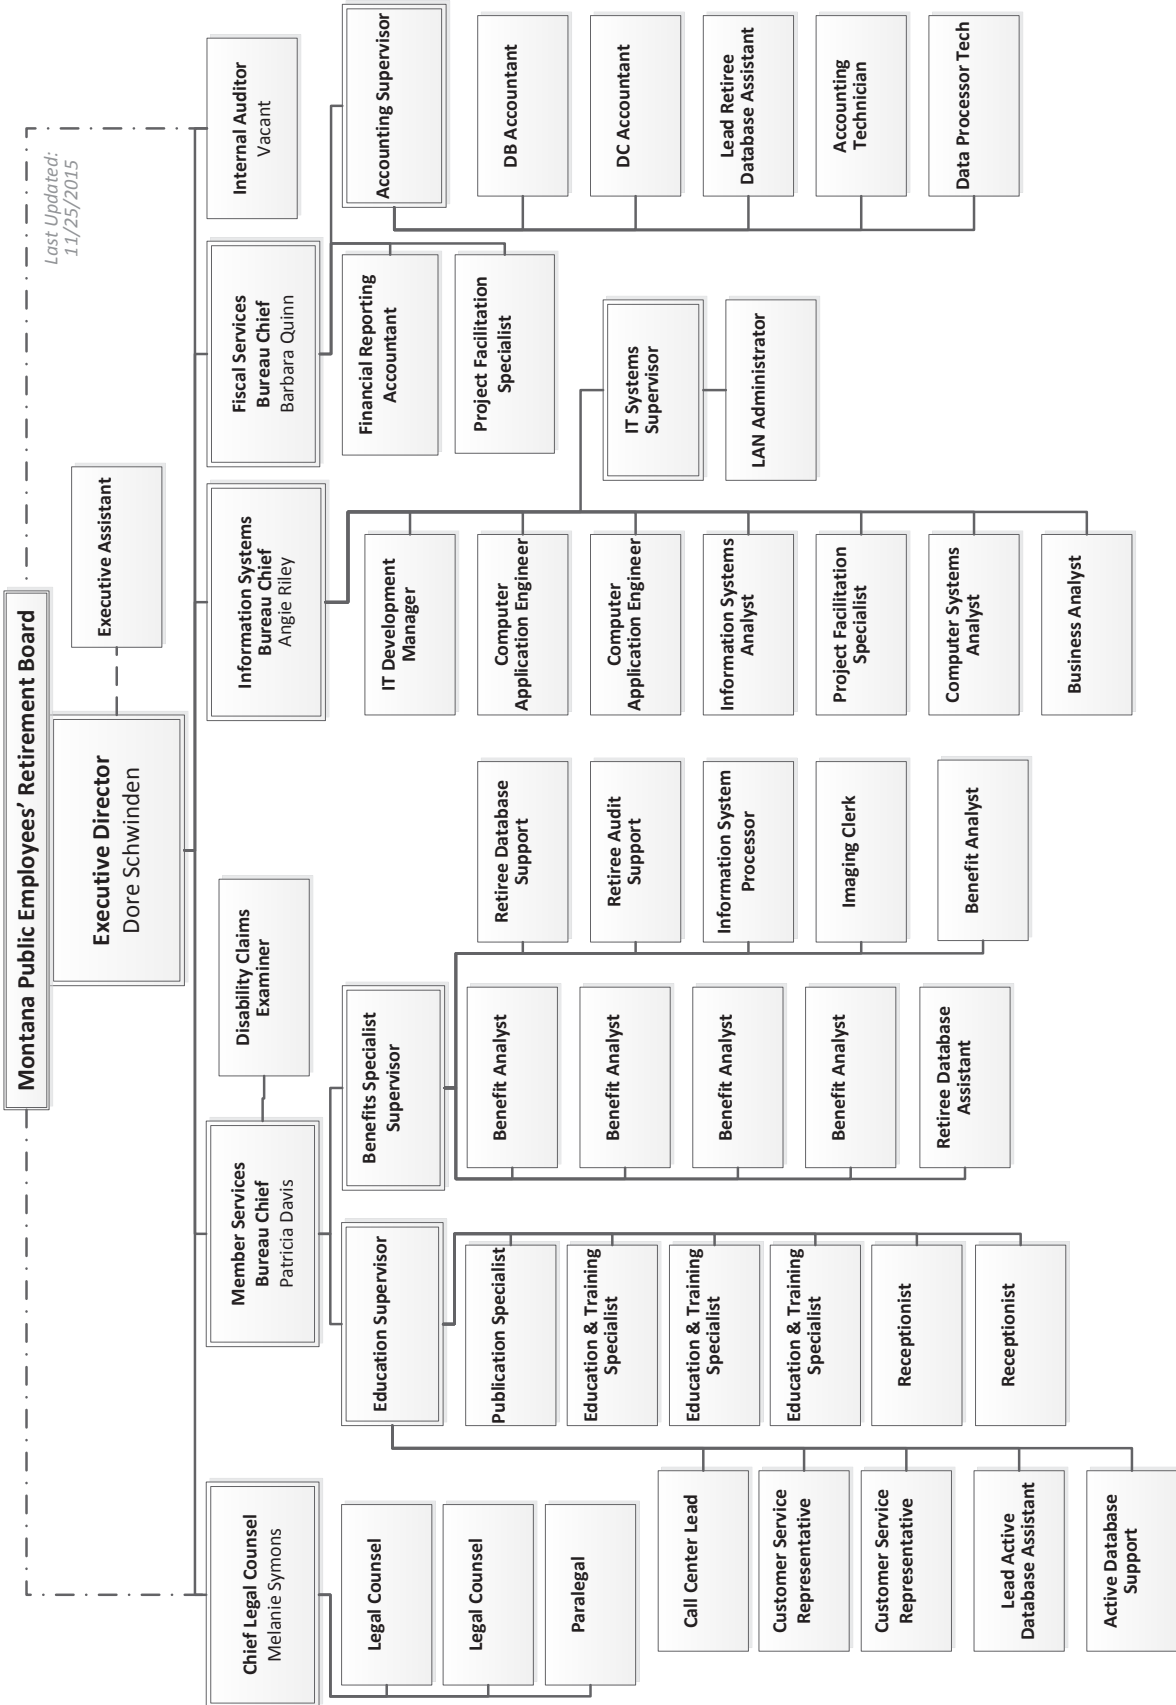 Montana Public Employees’ Retirement Board
Last Updated:
11/25/2015
Executive Director
Dore Schwinden
Executive Assistant
Chief Legal Counsel
Melanie Symons
Legal Counsel
Legal Counsel
Paralegal
Member Services
Bureau Chief
Patricia Davis
Disability Claims
Examiner
Education Supervisor
Call Center Lead
Customer Service
Representative
Customer Service
Representative
Lead Active
Database Assistant
Active Database
Support
Publication Specialist
Education & Training
Specialist
Education & Training
Specialist
Education & Training
Specialist
Receptionist
Receptionist
Benefits Specialist
Supervisor
Benefit Analyst
Benefit Analyst
Benefit Analyst
Benefit Analyst
Retiree Database
Assistant
Retiree Database
Support
Retiree Audit
Support
Information System
Processor
Imaging Clerk
Benefit Analyst
Information Systems
Bureau Chief
Angie Riley
IT Development
Manager
Computer
Application Engineer
Computer
Application Engineer
Information Systems
Analyst
Project Facilitation
Specialist
Computer Systems
Analyst
Business Analyst
IT Systems
Supervisor
LAN Administrator
Fiscal Services
Bureau Chief
Barbara Quinn
Financial Reporting
Accountant
Project Facilitation
Specialist
Accounting Supervisor
DB Accountant
DC Accountant
Lead Retiree
Database Assistant
Accounting
Technician
Data Processor Tech
Internal Auditor
Vacant